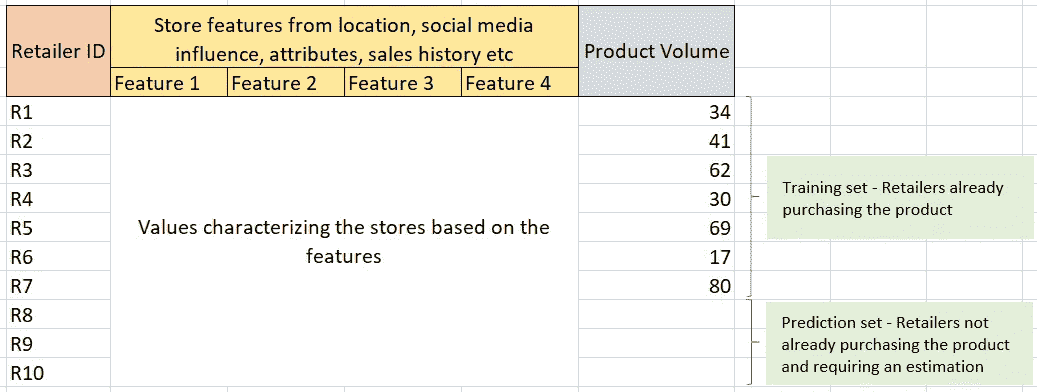 Retailer ID
Store features from location, social media
influence, attributes, sales history etc
Product Volume
Feature 1 Feature 2 Feature 3 Feature 4
R1 34
R2 41
R3 62
R4 30
R5 69
R6 17
R7 80
R8
R9
R10
Values characterizing the stores based on the
features
Training set - Retailers already
purchasing the product
Prediction set - Retailers not
already purchasing the product
and requiring an estimation